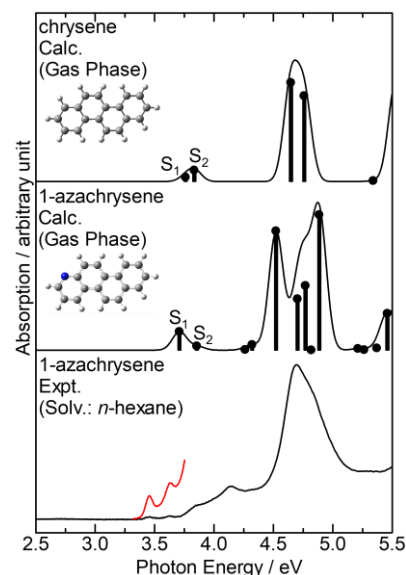 chrysene
Calc.
(Gas Phase)
S1
S2
1-azachrysene
Calc.
(Gas Phase)
S1
S2
1-azachrysene
Expt.
(Solv.: n-hexane)
Absorption / arbitrary unit
2.5 3.0 3.5 4.0 4.5 5.0 5.5
Photon Energy / eV